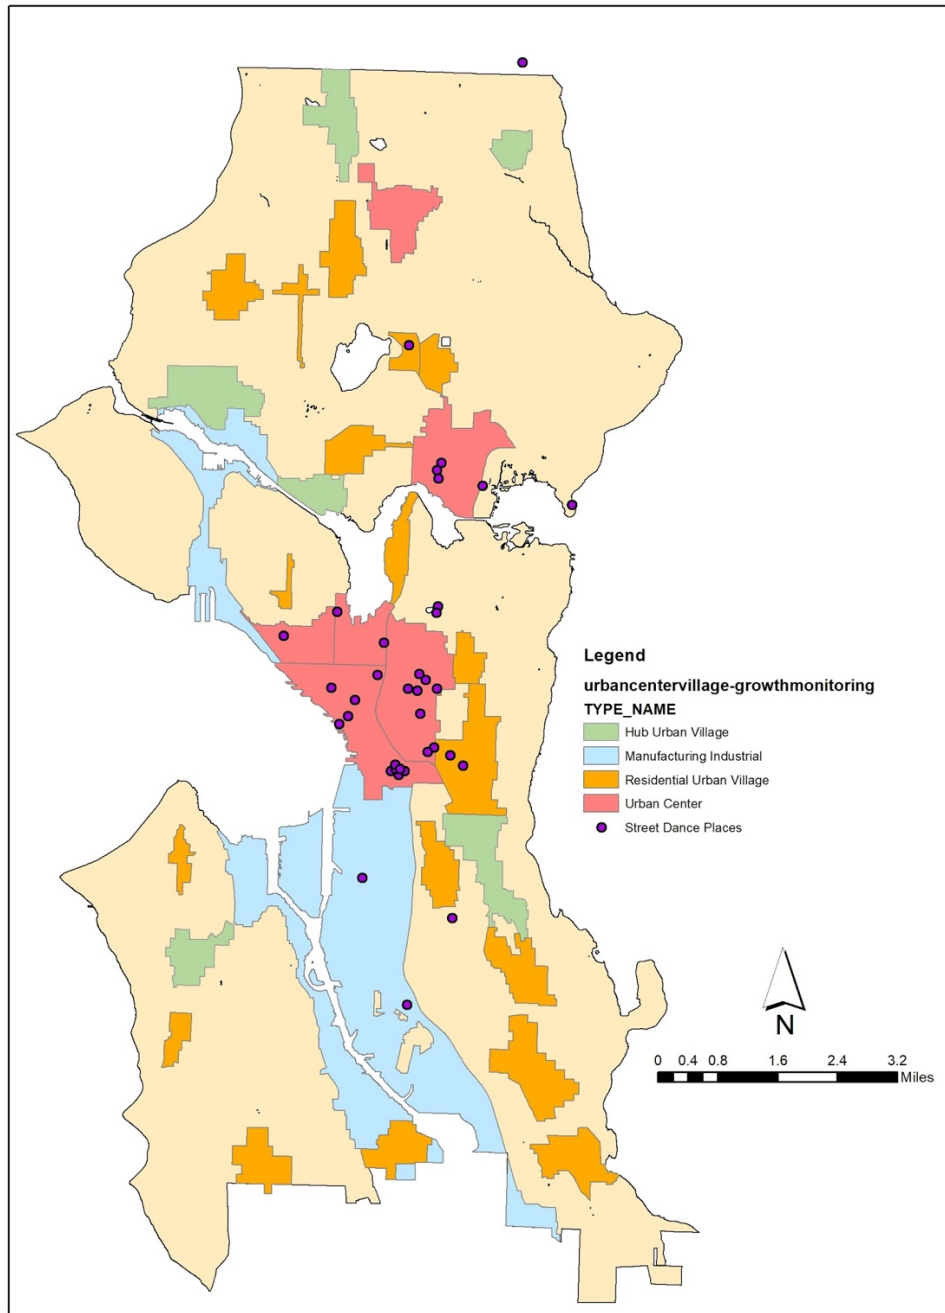 Legend
urbancentervillage-growthmonitoring
TYPE_NAME
Hub Urban Village
Manufacturing Industrial
Residential Urban Village
Urban Center
Street Dance Places
N
0 0.4 0.8 1.6 2.4 3.2
Miles